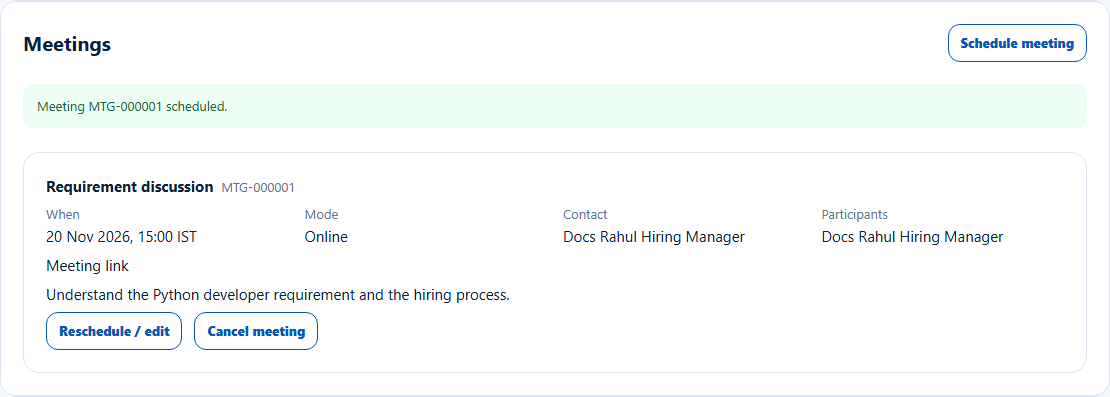 Meetings
Schedule meeting
Meeting MTG-000001 scheduled.
Requirement discussion MTG-000001
When Mode Contact Participants
20 Nov 2026, 15:00 IST Online Docs Rahul Hiring Manager Docs Rahul Hiring Manager
Meeting link
Understand the Python developer requirement and the hiring process.
Reschedule / edit Cancel meeting